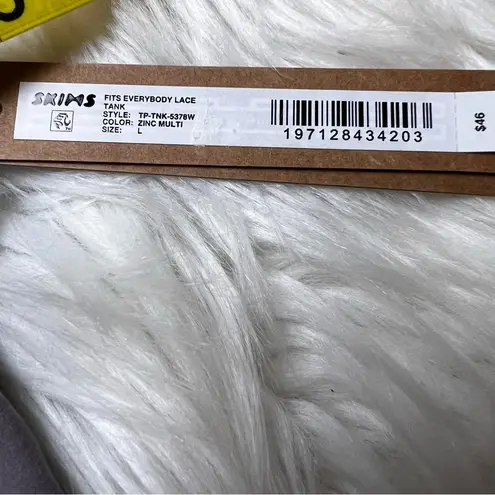 SKIMS
FITS EVERYBODY LACE
TANK
STYLE: TP-TNK-5378W
COLOR: ZINC MULTI
SIZE: L
197128434203
$46